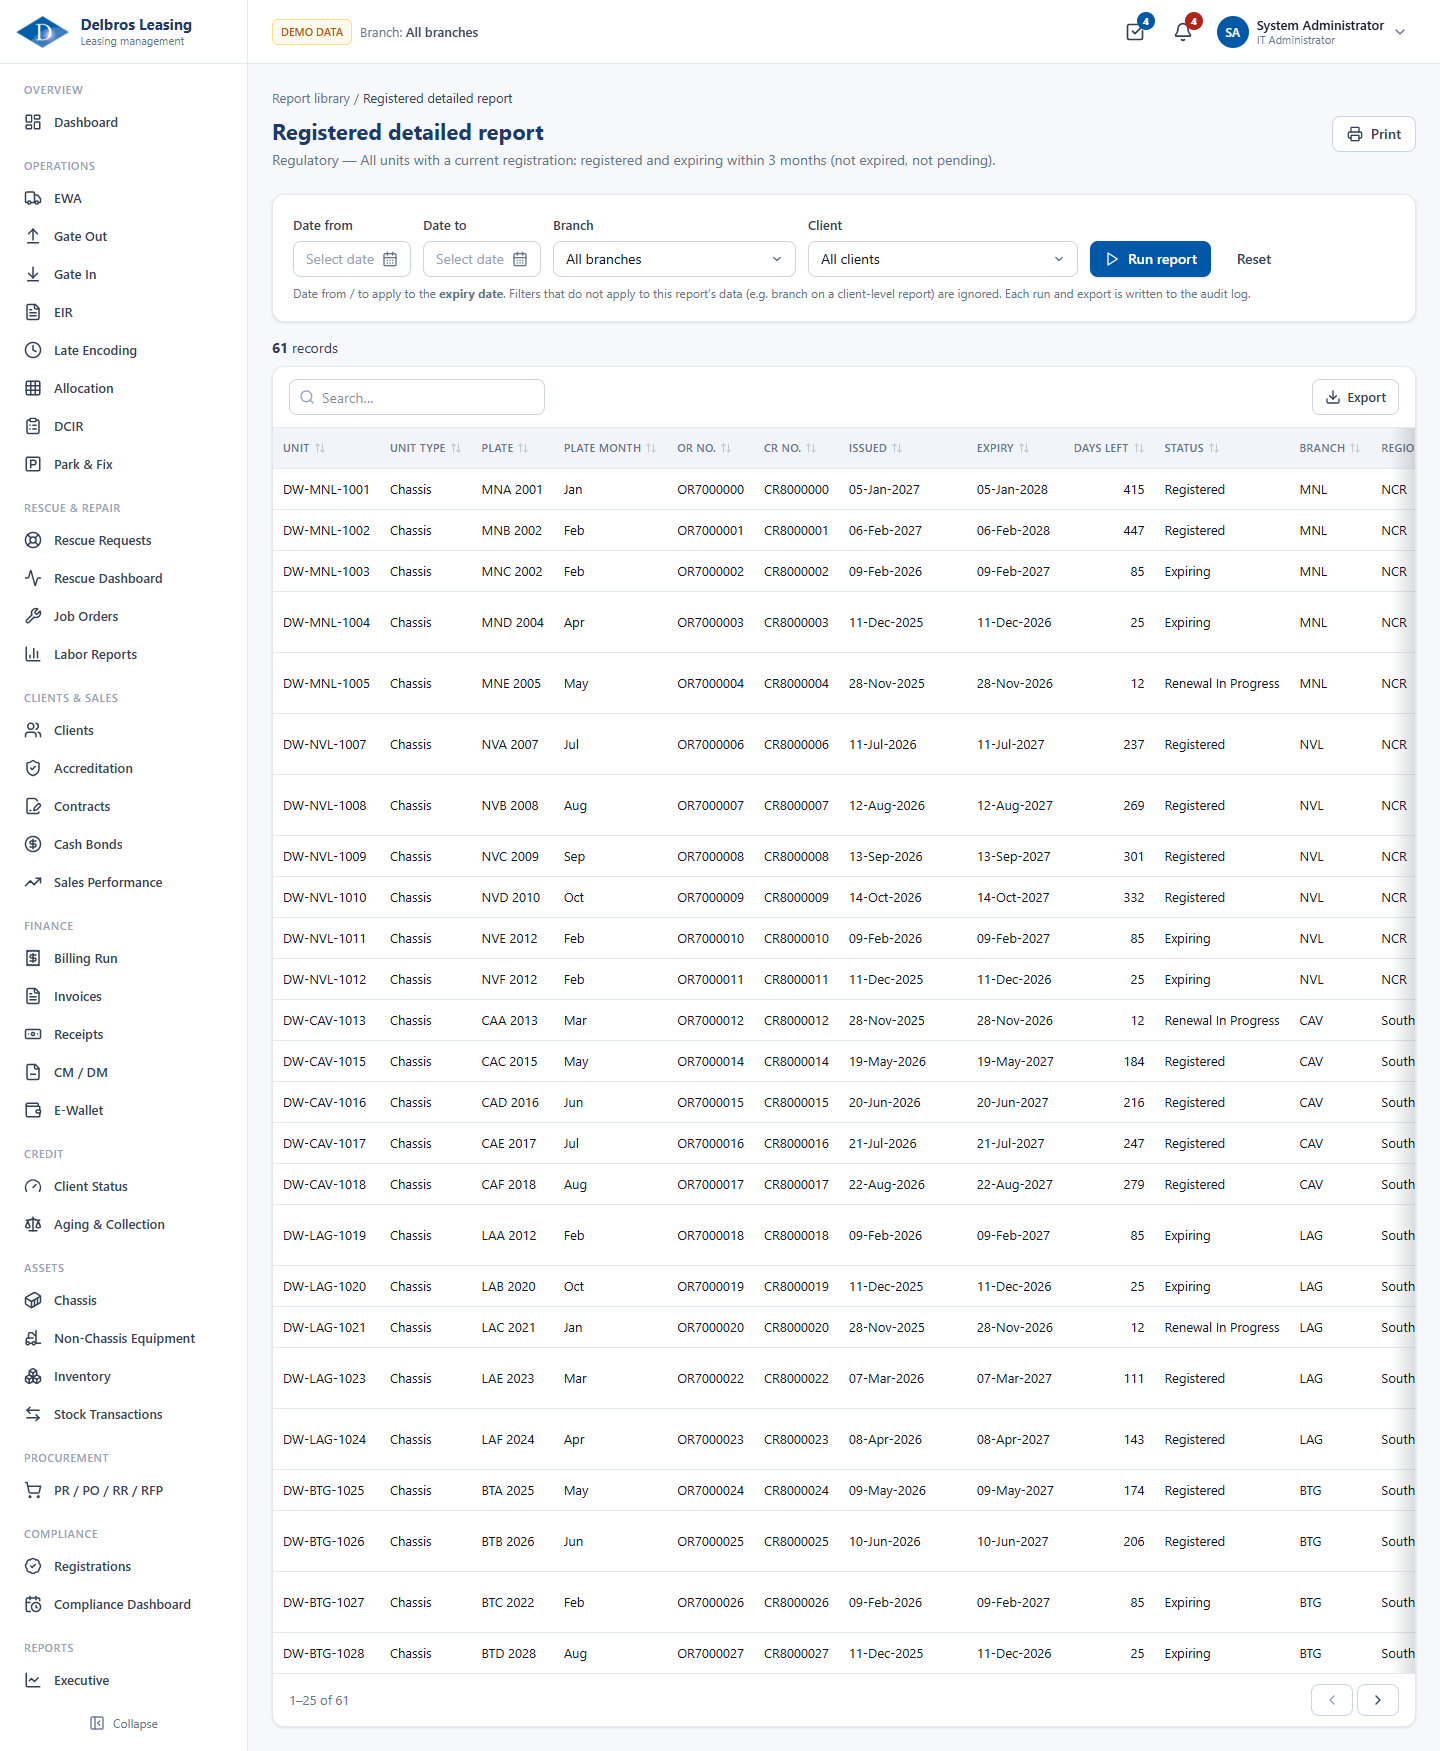 Delbros Leasing
Leasing management
DEMO DATA Branch: All branches
4 4 SA System Administrator
IT Administrator
OVERVIEW
Dashboard
OPERATIONS
EWA
Gate Out
Gate In
EIR
Late Encoding
Allocation
DCIR
Park & Fix
RESCUE & REPAIR
Rescue Requests
Rescue Dashboard
Job Orders
Labor Reports
CLIENTS & SALES
Clients
Accreditation
Contracts
Cash Bonds
Sales Performance
FINANCE
Billing Run
Invoices
Receipts
CM / DM
E-Wallet
CREDIT
Client Status
Aging & Collection
ASSETS
Chassis
Non-Chassis Equipment
Inventory
Stock Transactions
PROCUREMENT
PR / PO / RR / RFP
COMPLIANCE
Registrations
Compliance Dashboard
REPORTS
Executive
Collapse
Report library / Registered detailed report
Registered detailed report
Regulatory — All units with a current registration: registered and expiring within 3 months (not expired, not pending).
Print
Date from Date to Branch Client
Select date Select date All branches All clients Run report Reset
Date from / to apply to the expiry date. Filters that do not apply to this report's data (e.g. branch on a client-level report) are ignored. Each run and export is written to the audit log.
61 records
Search... Export
UNIT UNIT TYPE PLATE PLATE MONTH OR NO. CR NO. ISSUED EXPIRY DAYS LEFT STATUS BRANCH REGIO
DW-MNL-1001 Chassis MNA 2001 Jan OR7000000 CR8000000 05-Jan-2027 05-Jan-2028 415 Registered MNL NCR
DW-MNL-1002 Chassis MNB 2002 Feb OR7000001 CR8000001 06-Feb-2027 06-Feb-2028 447 Registered MNL NCR
DW-MNL-1003 Chassis MNC 2002 Feb OR7000002 CR8000002 09-Feb-2026 09-Feb-2027 85 Expiring MNL NCR
DW-MNL-1004 Chassis MND 2004 Apr OR7000003 CR8000003 11-Dec-2025 11-Dec-2026 25 Expiring MNL NCR
DW-MNL-1005 Chassis MNE 2005 May OR7000004 CR8000004 28-Nov-2025 28-Nov-2026 12 Renewal In Progress MNL NCR
DW-NVL-1007 Chassis NVA 2007 Jul OR7000006 CR8000006 11-Jul-2026 11-Jul-2027 237 Registered NVL NCR
DW-NVL-1008 Chassis NVB 2008 Aug OR7000007 CR8000007 12-Aug-2026 12-Aug-2027 269 Registered NVL NCR
DW-NVL-1009 Chassis NVC 2009 Sep OR7000008 CR8000008 13-Sep-2026 13-Sep-2027 301 Registered NVL NCR
DW-NVL-1010 Chassis NVD 2010 Oct OR7000009 CR8000009 14-Oct-2026 14-Oct-2027 332 Registered NVL NCR
DW-NVL-1011 Chassis NVE 2012 Feb OR7000010 CR8000010 09-Feb-2026 09-Feb-2027 85 Expiring NVL NCR
DW-NVL-1012 Chassis NVF 2012 Feb OR7000011 CR8000011 11-Dec-2025 11-Dec-2026 25 Expiring NVL NCR
DW-CAV-1013 Chassis CAA 2013 Mar OR7000012 CR8000012 28-Nov-2025 28-Nov-2026 12 Renewal In Progress CAV South
DW-CAV-1015 Chassis CAC 2015 May OR7000014 CR8000014 19-May-2026 19-May-2027 184 Registered CAV South
DW-CAV-1016 Chassis CAD 2016 Jun OR7000015 CR8000015 20-Jun-2026 20-Jun-2027 216 Registered CAV South
DW-CAV-1017 Chassis CAE 2017 Jul OR7000016 CR8000016 21-Jul-2026 21-Jul-2027 247 Registered CAV South
DW-CAV-1018 Chassis CAF 2018 Aug OR7000017 CR8000017 22-Aug-2026 22-Aug-2027 279 Registered CAV South
DW-LAG-1019 Chassis LAA 2012 Feb OR7000018 CR8000018 09-Feb-2026 09-Feb-2027 85 Expiring LAG South
DW-LAG-1020 Chassis LAB 2020 Oct OR7000019 CR8000019 11-Dec-2025 11-Dec-2026 25 Expiring LAG South
DW-LAG-1021 Chassis LAC 2021 Jan OR7000020 CR8000020 28-Nov-2025 28-Nov-2026 12 Renewal In Progress LAG South
DW-LAG-1023 Chassis LAE 2023 Mar OR7000022 CR8000022 07-Mar-2026 07-Mar-2027 111 Registered LAG South
DW-LAG-1024 Chassis LAF 2024 Apr OR7000023 CR8000023 08-Apr-2026 08-Apr-2027 143 Registered LAG South
DW-BTG-1025 Chassis BTA 2025 May OR7000024 CR8000024 09-May-2026 09-May-2027 174 Registered BTG South
DW-BTG-1026 Chassis BTB 2026 Jun OR7000025 CR8000025 10-Jun-2026 10-Jun-2027 206 Registered BTG South
DW-BTG-1027 Chassis BTC 2022 Feb OR7000026 CR8000026 09-Feb-2026 09-Feb-2027 85 Expiring BTG South
DW-BTG-1028 Chassis BTD 2028 Aug OR7000027 CR8000027 11-Dec-2025 11-Dec-2026 25 Expiring BTG South
1–25 of 61